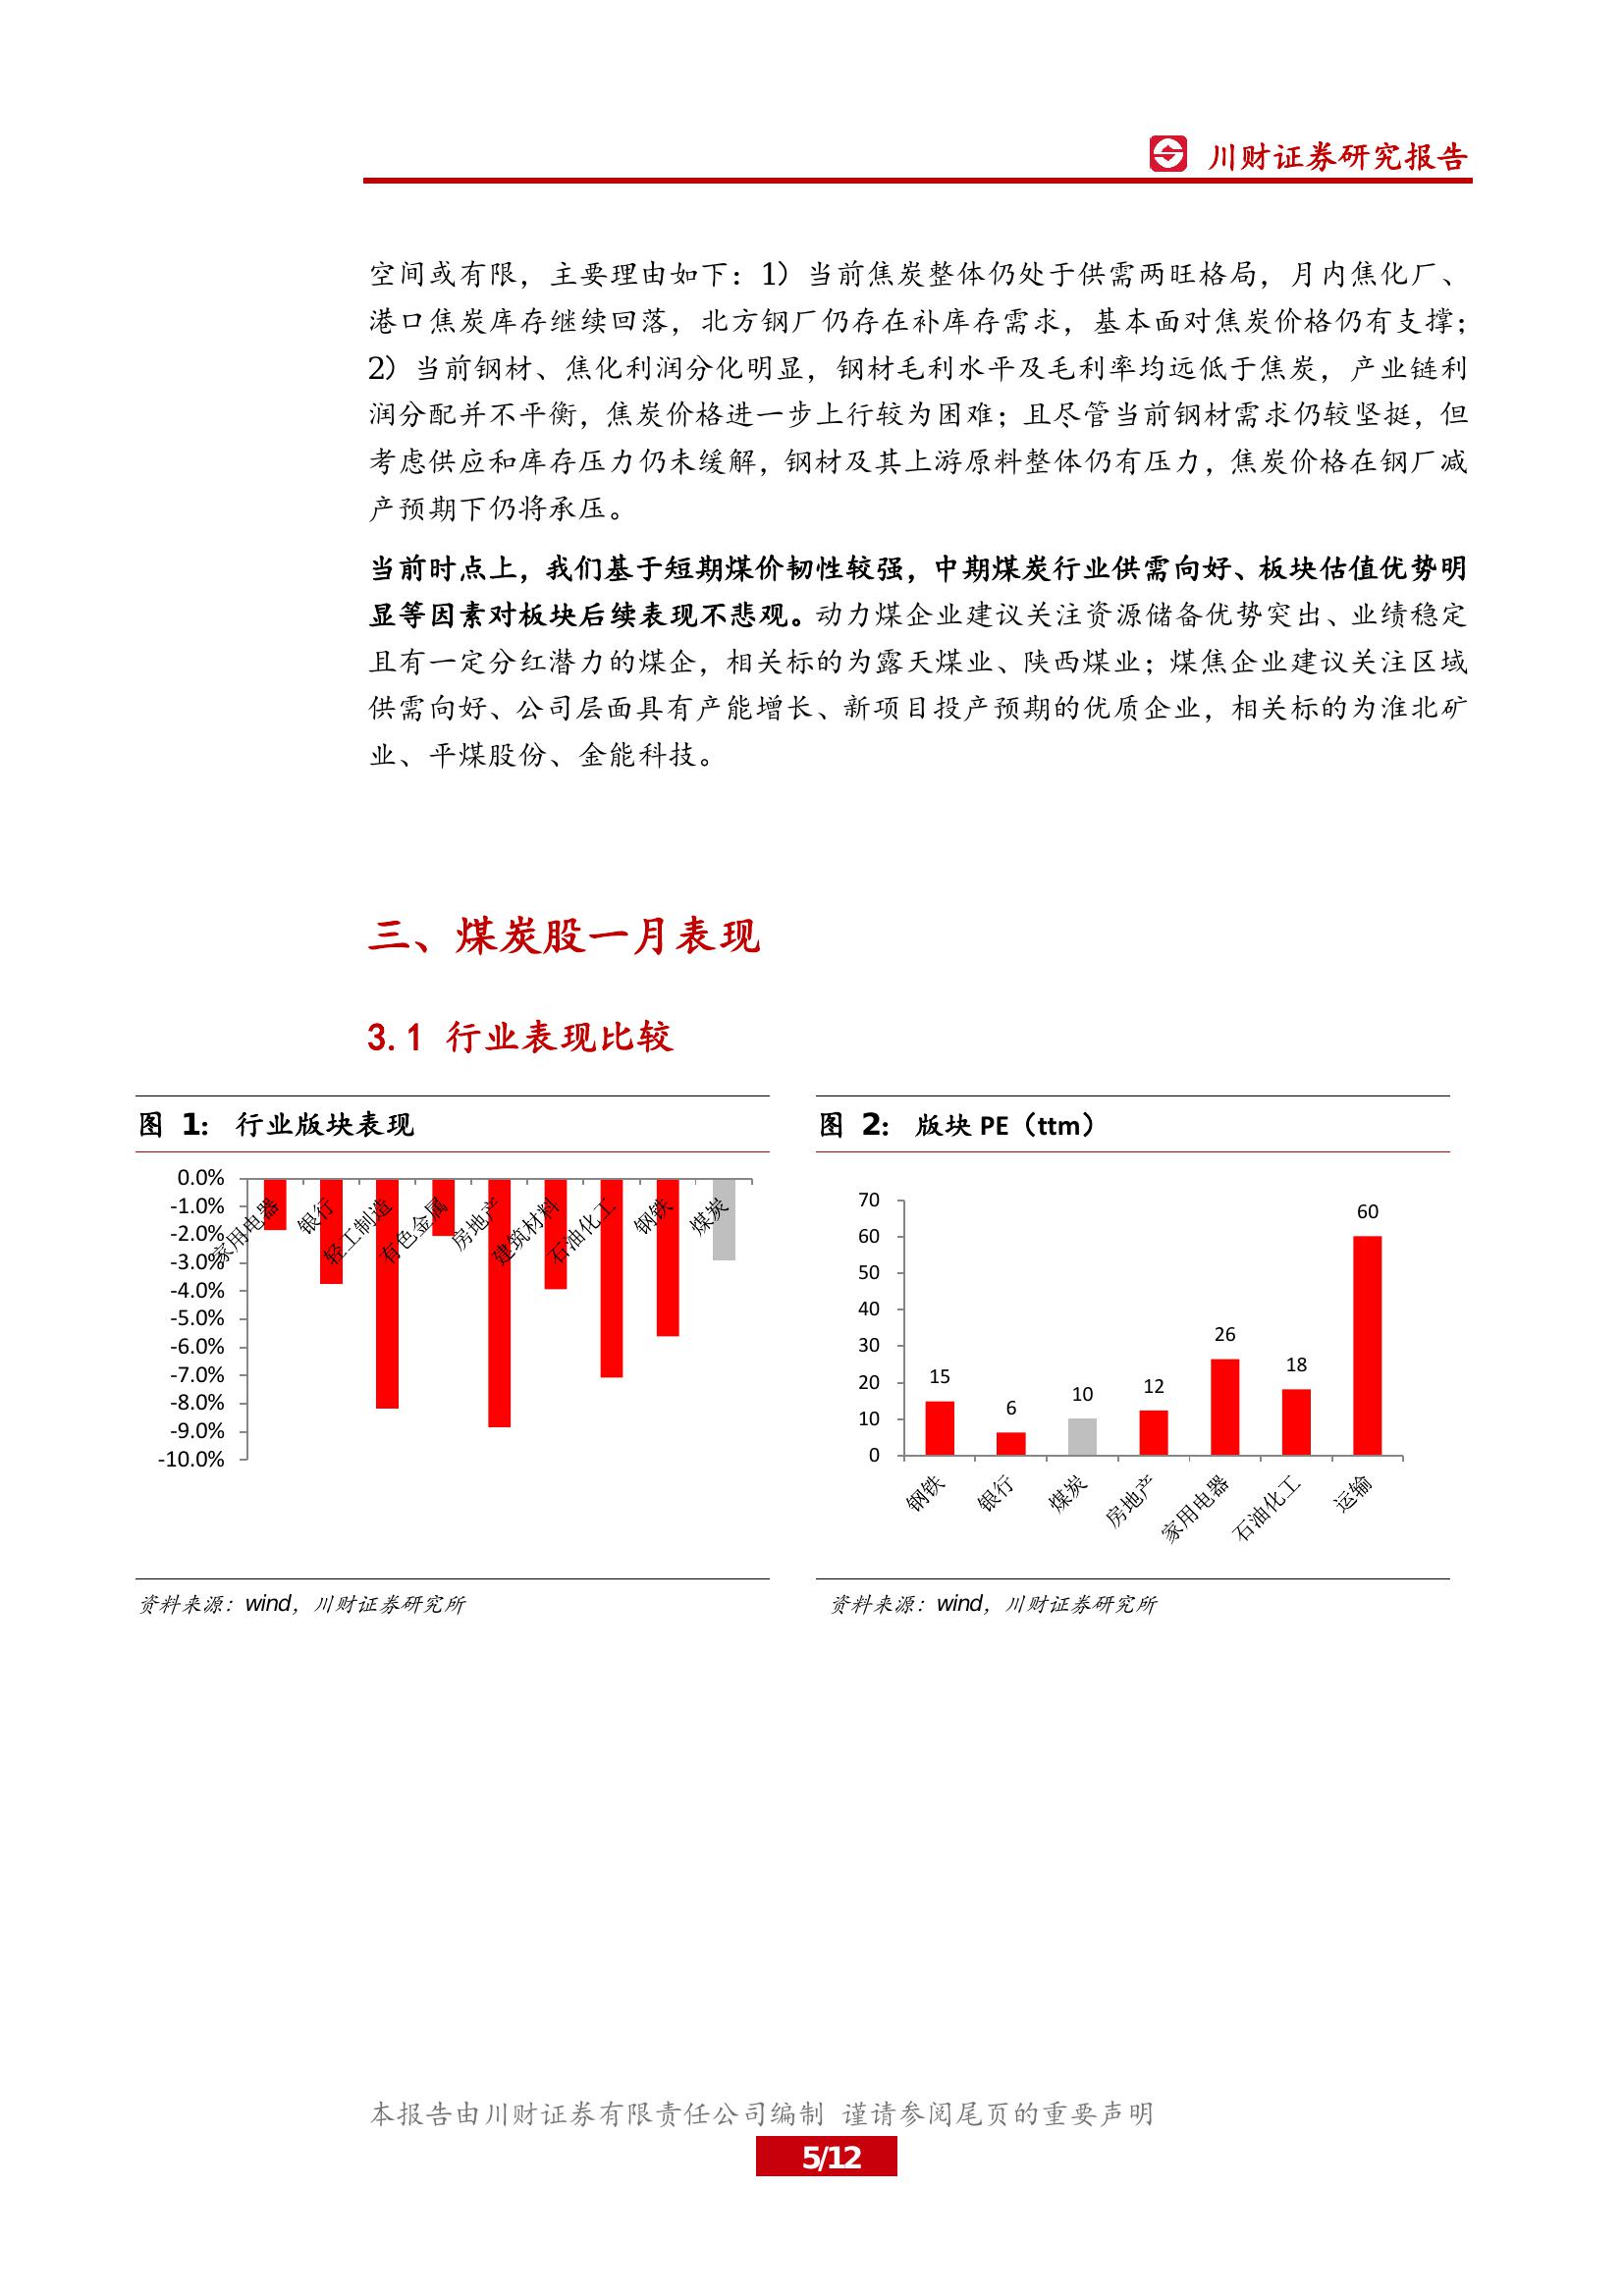 川财证券研究报告
空间或有限，主要理由如下：1）当前焦炭整体仍处于供需两旺格局，月内焦化厂、
港口焦炭库存继续回落，北方钢厂仍存在补库存需求，基本面对焦炭价格仍有支撑；
2）当前钢材、焦化利润分化明显，钢材毛利水平及毛利率均远低于焦炭，产业链利
润分配并不平衡，焦炭价格进一步上行较为困难；且尽管当前钢材需求仍较坚挺，但
考虑供应和库存压力仍未缓解，钢材及其上游原料整体仍有压力，焦炭价格在钢厂减
产预期下仍将承压。
当前时点上，我们基于短期煤价韧性较强，中期煤炭行业供需向好、板块估值优势明
显等因素对板块后续表现不悲观。动力煤企业建议关注资源储备优势突出、业绩稳定
且有一定分红潜力的煤企，相关标的为露天煤业、陕西煤业；煤焦企业建议关注区域
供需向好、公司层面具有产能增长、新项目投产预期的优质企业，相关标的为淮北矿
业、平煤股份、金能科技。
三、煤炭股一月表现
3.1 行业表现比较
图 1： 行业版块表现
0.0%
-1.0%
-2.0%
-3.0%
-4.0%
-5.0%
-6.0%
-7.0%
-8.0%
-9.0%
-10.0%
家用电器
银行
轻工制造
有色金属
房地产
建筑材料
石油化工
钢铁
煤炭
资料来源：wind，川财证券研究所
图 2： 版块 PE（ttm）
70
60
50
40
30
20
10
0
15
6
10
12
26
18
60
钢铁
银行
煤炭
房地产
家用电器
石油化工
运输
资料来源：wind，川财证券研究所
本报告由川财证券有限责任公司编制 谨请参阅尾页的重要声明
5/12